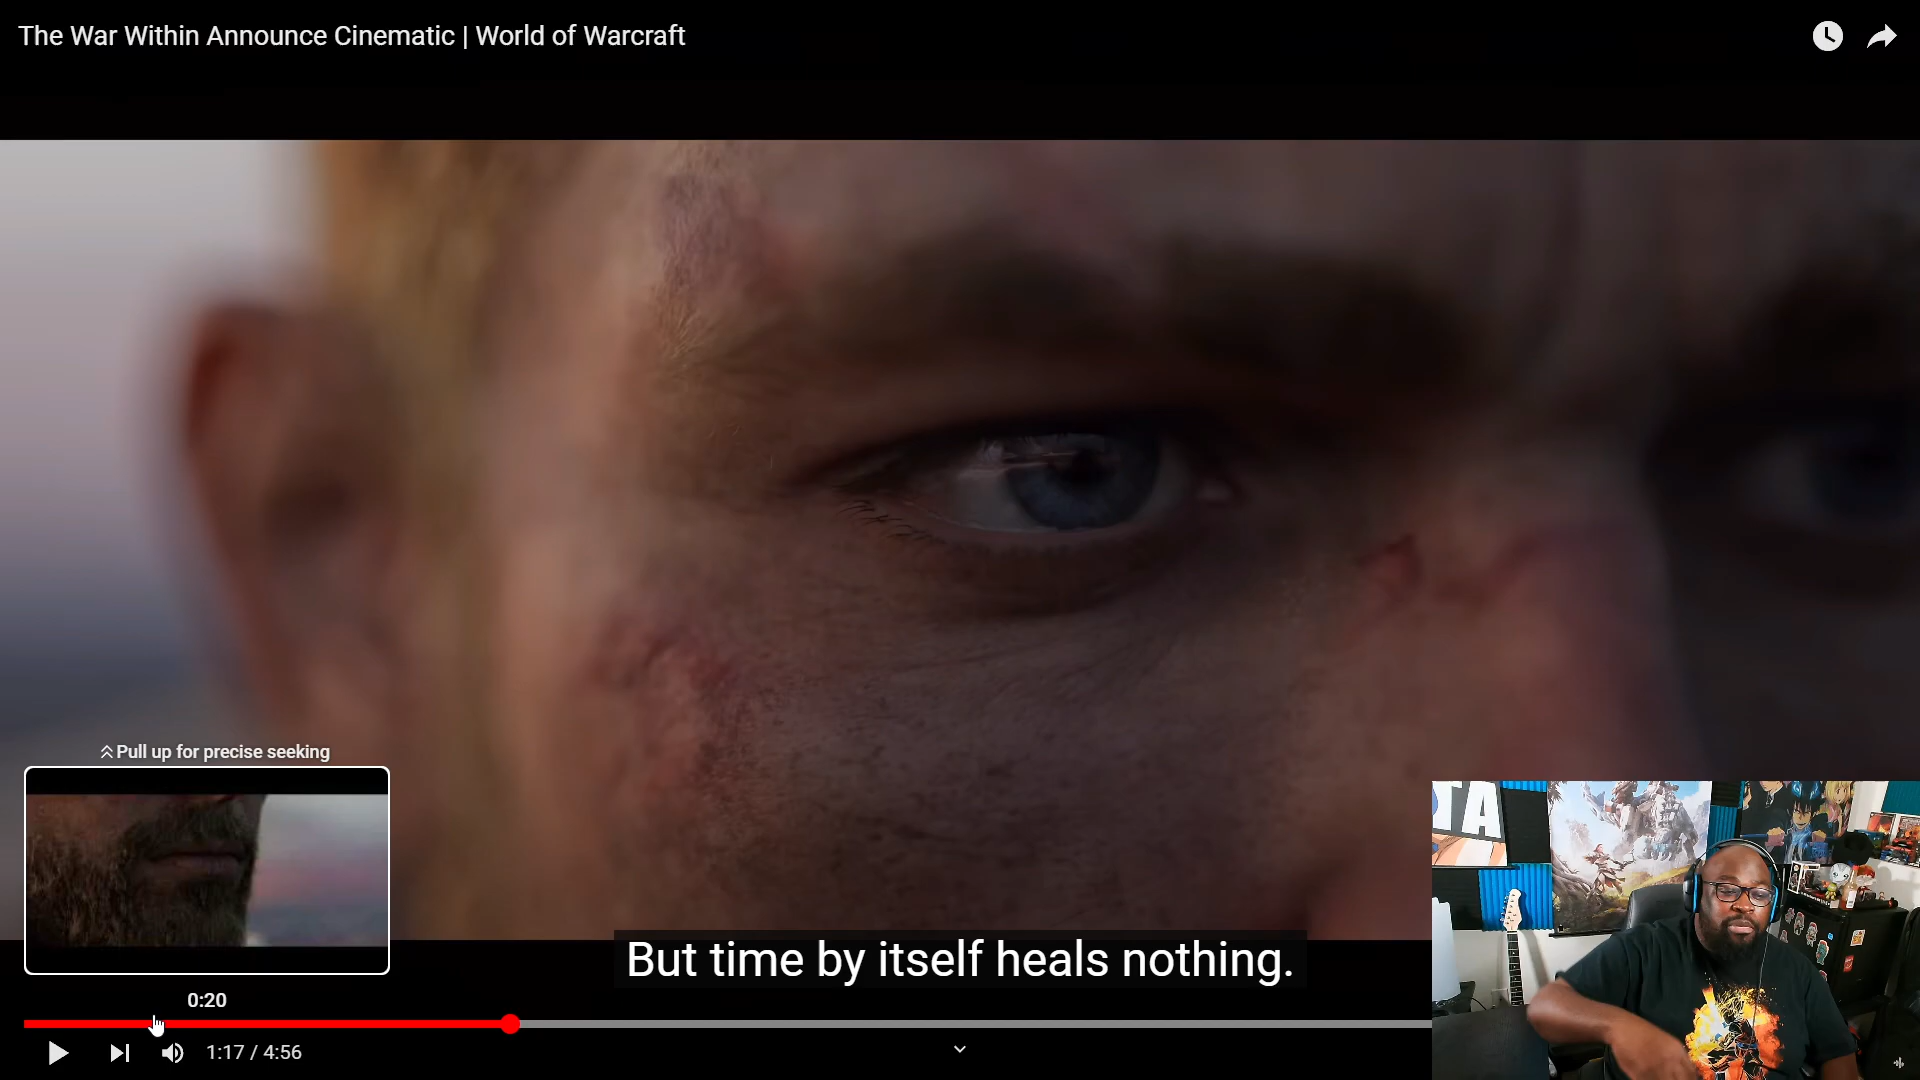 The War Within Announce Cinematic | World of Warcraft
Pull up for precise seeking
But time by itself heals nothing.
0:20
1:17 / 4:56
TA